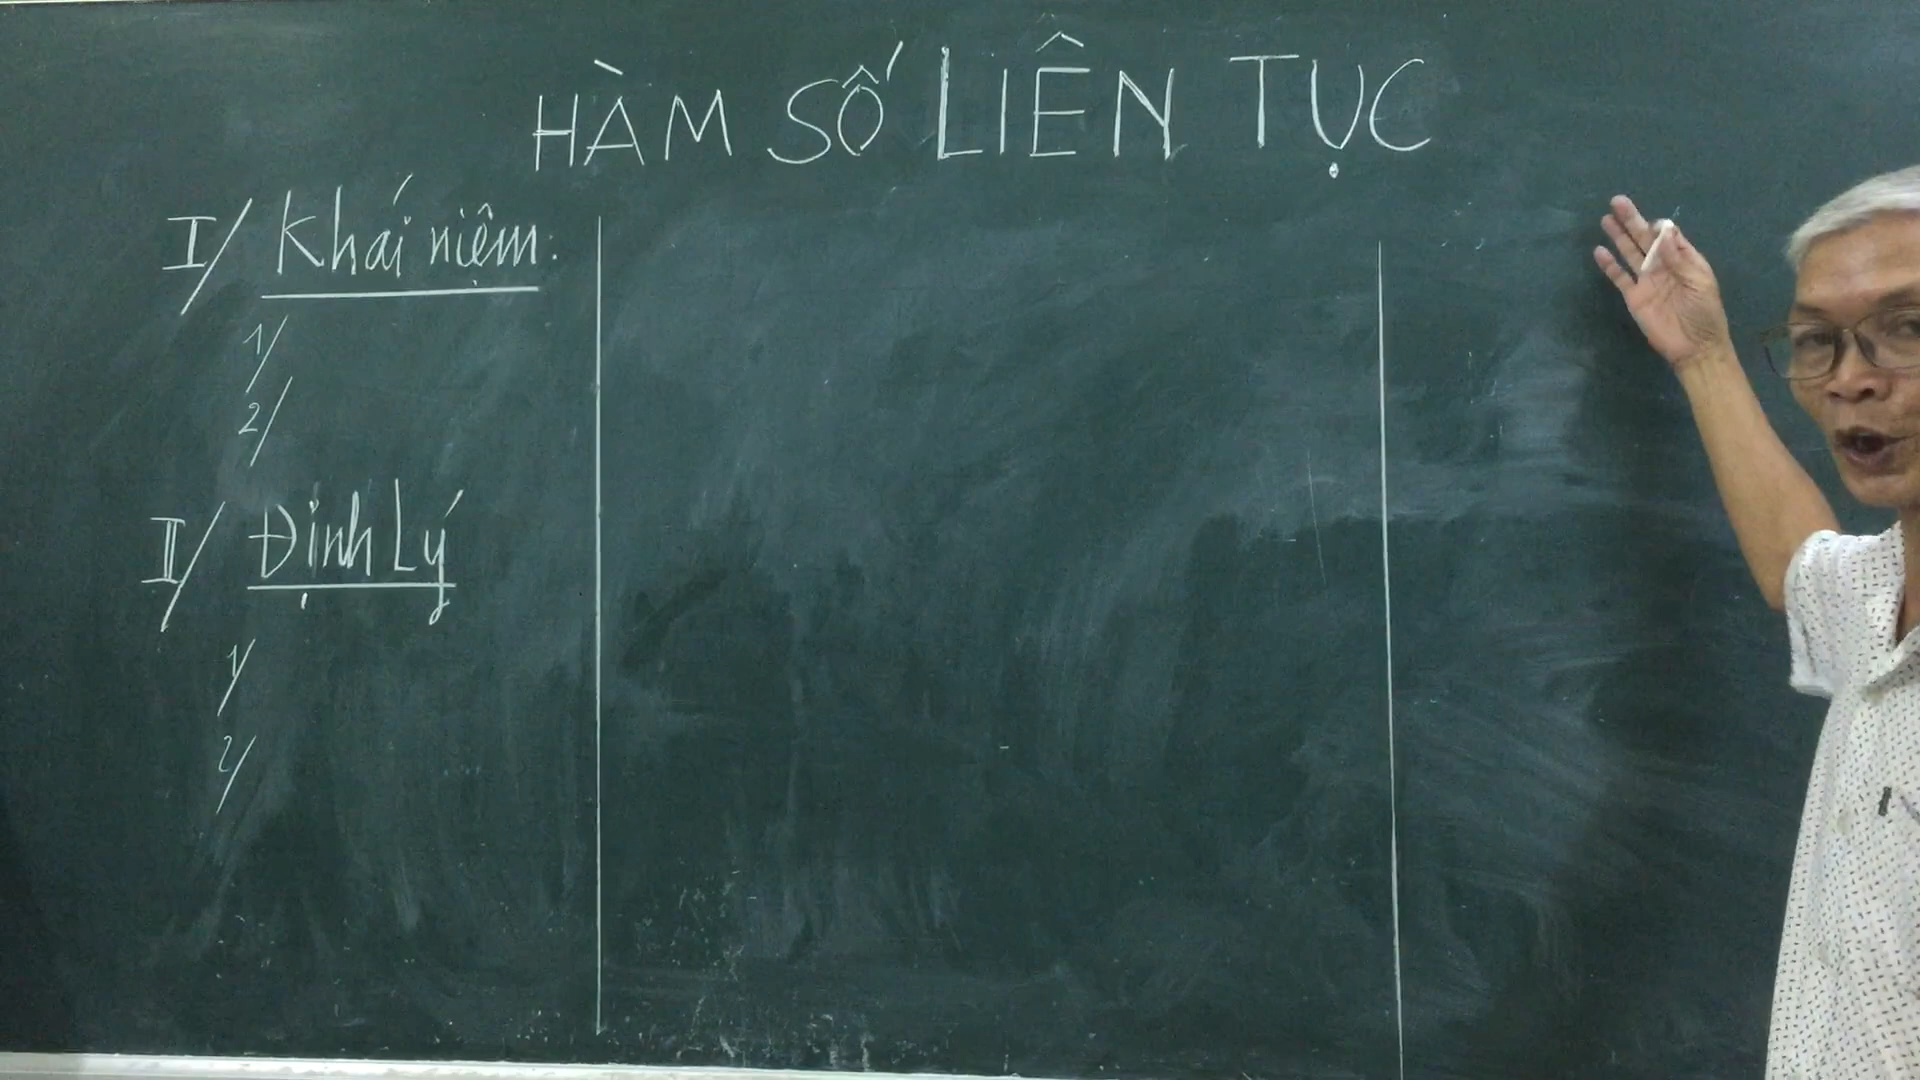 HÀM SỐ LIÊN TỤC
I/ Khái niệm:
1/
2/
II/ Định Lý
1/
2/